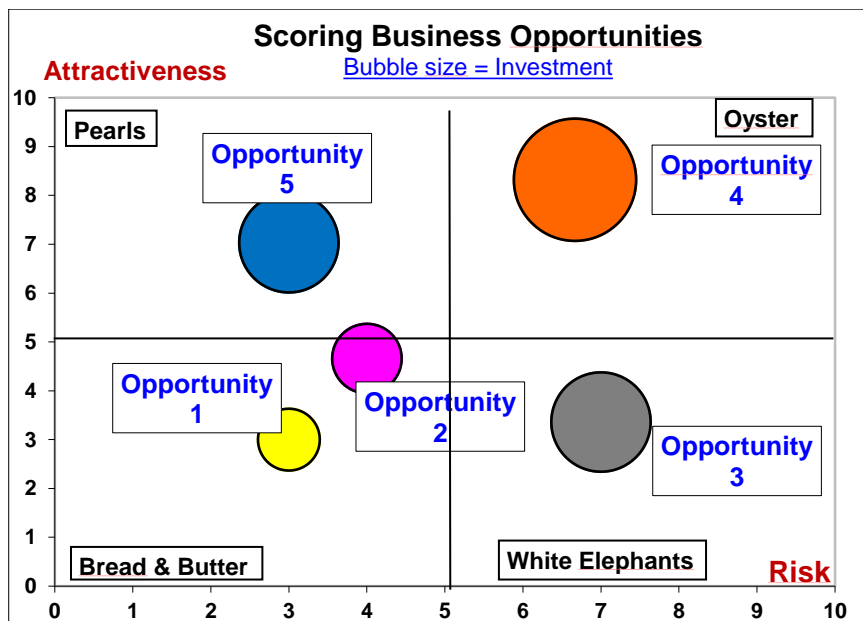 Scoring Business Opportunities
Attractiveness
Bubble size = Investment
10
9
8
7
6
5
4
3
2
1
0
Pearls
Oyster
Opportunity
5
Opportunity
4
Opportunity
1
Opportunity
2
Opportunity
3
Bread & Butter
White Elephants
Risk
0 1 2 3 4 5 6 7 8 9 10